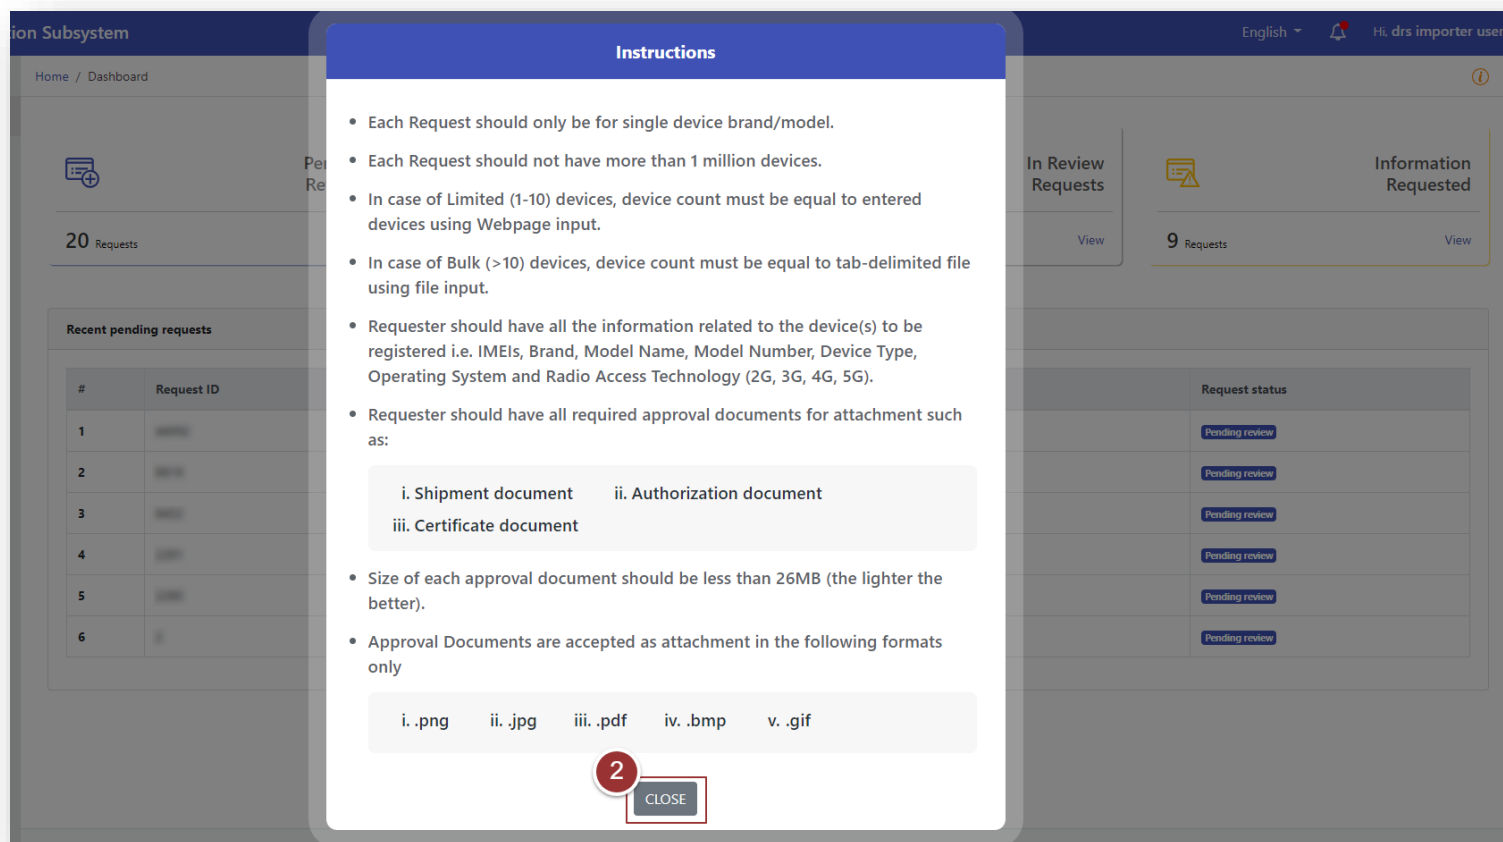 ion Subsystem
English
Hi, drs importer user
Home / Dashboard
Instructions
• Each Request should only be for single device brand/model.
• Each Request should not have more than 1 million devices.
• In case of Limited (1-10) devices, device count must be equal to entered
devices using Webpage input.
• In case of Bulk (>10) devices, device count must be equal to tab-delimited file
using file input.
• Requester should have all the information related to the device(s) to be
registered i.e. IMEIs, Brand, Model Name, Model Number, Device Type,
Operating System and Radio Access Technology (2G, 3G, 4G, 5G).
• Requester should have all required approval documents for attachment such
as:
i. Shipment document ii. Authorization document
iii. Certificate document
• Size of each approval document should be less than 26MB (the lighter the
better).
• Approval Documents are accepted as attachment in the following formats
only
i. .png ii. .jpg iii. .pdf iv. .bmp v. .gif
2
CLOSE
Per
Re
20 Requests
In Review
Requests
View
Information
Requested
9 Requests
View
Recent pending requests
# Request ID Request status
1 Pending review
2 Pending review
3 Pending review
4 Pending review
5 Pending review
6 Pending review